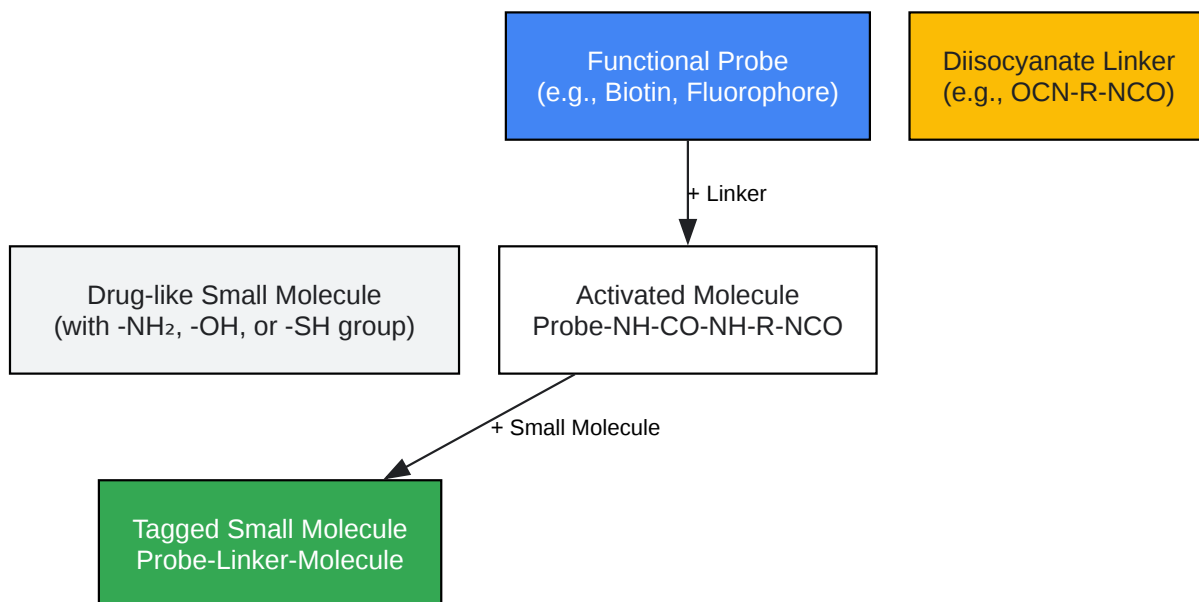 Functional Probe
(e.g., Biotin, Fluorophore)
Diisocyanate Linker
(e.g., OCN-R-NCO)
+ Linker
Drug-like Small Molecule
(with -NH₂, -OH, or -SH group)
Activated Molecule
Probe-NH-CO-NH-R-NCO
+ Small Molecule
Tagged Small Molecule
Probe-Linker-Molecule